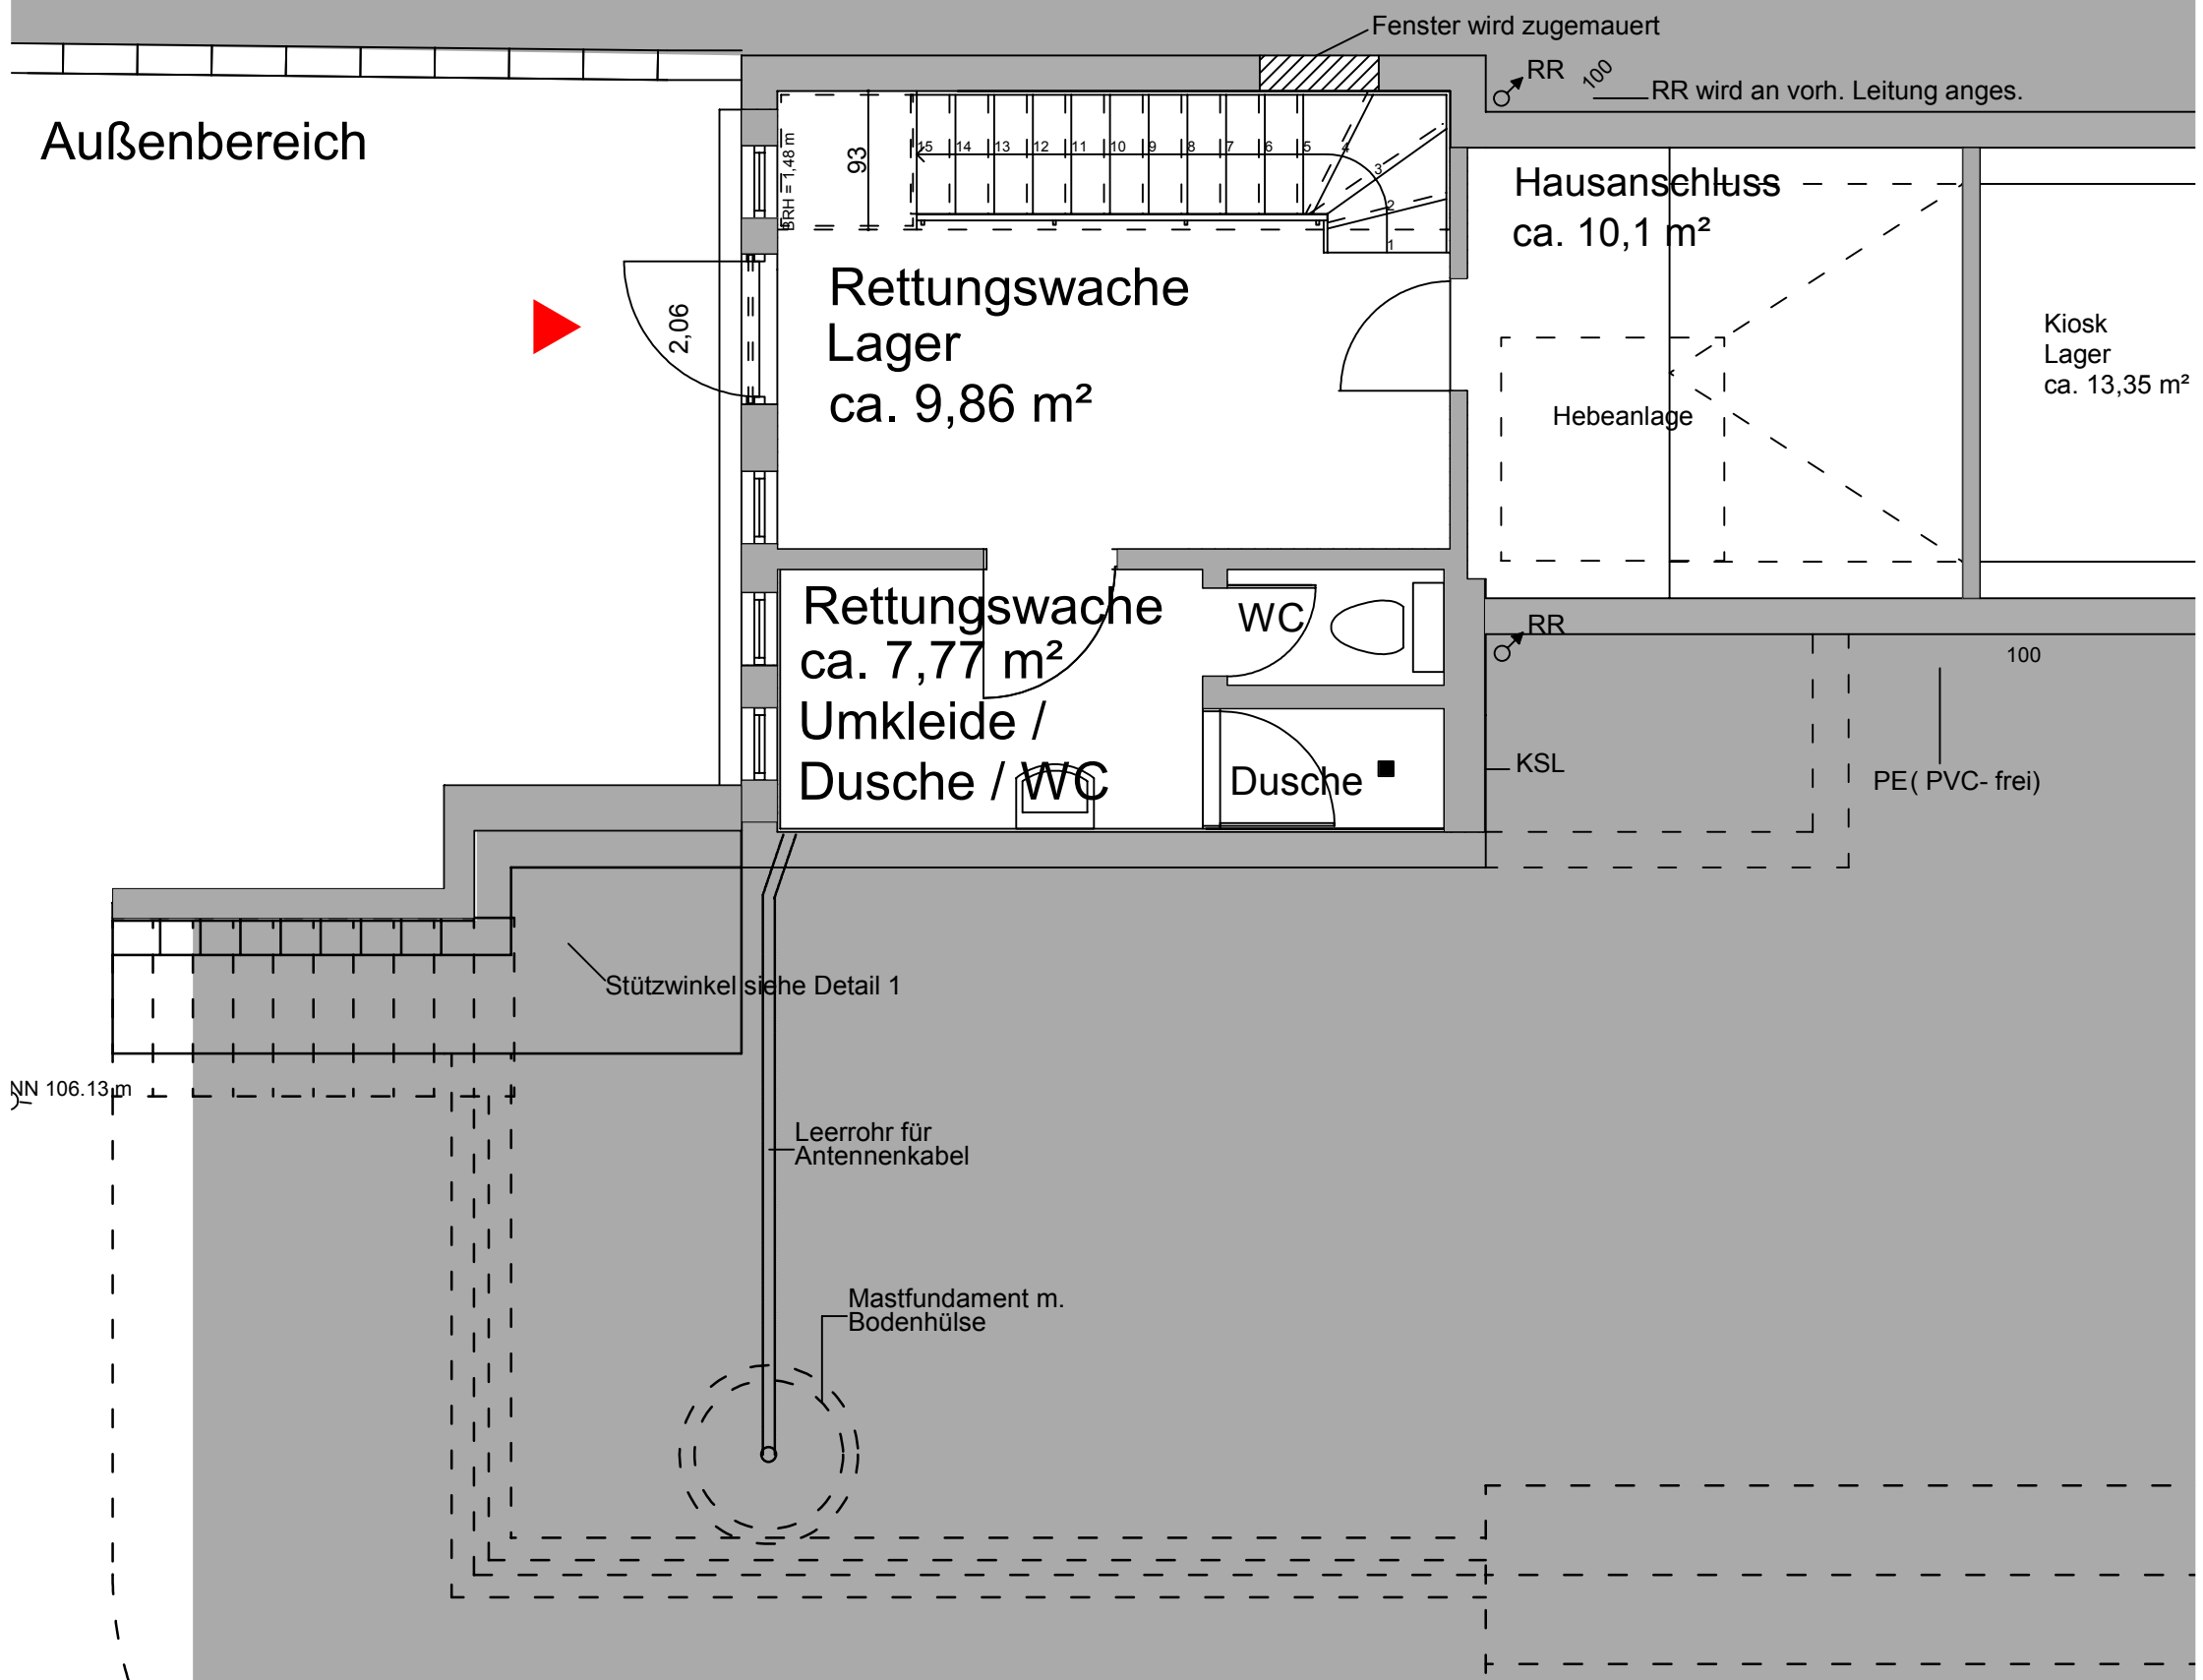 Fenster wird zugemauert
RR
100
RR wird an vorh. Leitung anges.
Außenbereich
BRH = 1,48 m
93
15 14 13 12 11 10 9 8 7 6 5 4 3 2 1
Hausanschluss
ca. 10,1 m²
2,06
Rettungswache
Lager
ca. 9,86 m²
Hebeanlage
Kiosk
Lager
ca. 13,35 m²
Rettungswache
ca. 7,77 m²
Umkleide /
Dusche / WC
WC
Dusche
RR
100
KSL
PE( PVC- frei)
Stützwinkel siehe Detail 1
NN 106.13 m
Leerrohr für
Antennenkabel
Mastfundament m.
Bodenhülse